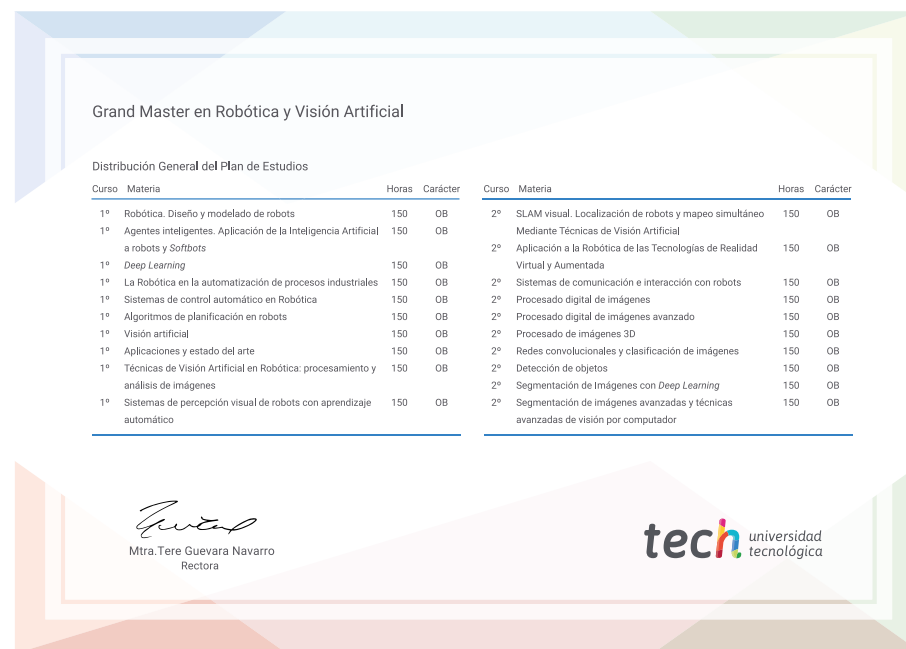 Grand Master en Robótica y Visión Artificial
Distribución General del Plan de Estudios
Curso Materia Horas Carácter
1º Robótica. Diseño y modelado de robots 150 OB
1º Agentes inteligentes. Aplicación de la Inteligencia Artificial 150 OB
a robots y Softbots
1º Deep Learning 150 OB
1º La Robótica en la automatización de procesos industriales 150 OB
1º Sistemas de control automático en Robótica 150 OB
1º Algoritmos de planificación en robots 150 OB
1º Visión artificial 150 OB
1º Aplicaciones y estado del arte 150 OB
1º Técnicas de Visión Artificial en Robótica: procesamiento y 150 OB
análisis de imágenes
1º Sistemas de percepción visual de robots con aprendizaje 150 OB
automático
Curso Materia Horas Carácter
2º SLAM visual. Localización de robots y mapeo simultáneo 150 OB
Mediante Técnicas de Visión Artificial
2º Aplicación a la Robótica de las Tecnologías de Realidad 150 OB
Virtual y Aumentada
2º Sistemas de comunicación e interacción con robots 150 OB
2º Procesado digital de imágenes 150 OB
2º Procesado digital de imágenes avanzado 150 OB
2º Procesado de imágenes 3D 150 OB
2º Redes convolucionales y clasificación de imágenes 150 OB
2º Detección de objetos 150 OB
2º Segmentación de Imágenes con Deep Learning 150 OB
2º Segmentación de imágenes avanzadas y técnicas 150 OB
avanzadas de visión por computador
Mtra.Tere Guevara Navarro
Rectora
tech universidad
tecnológica